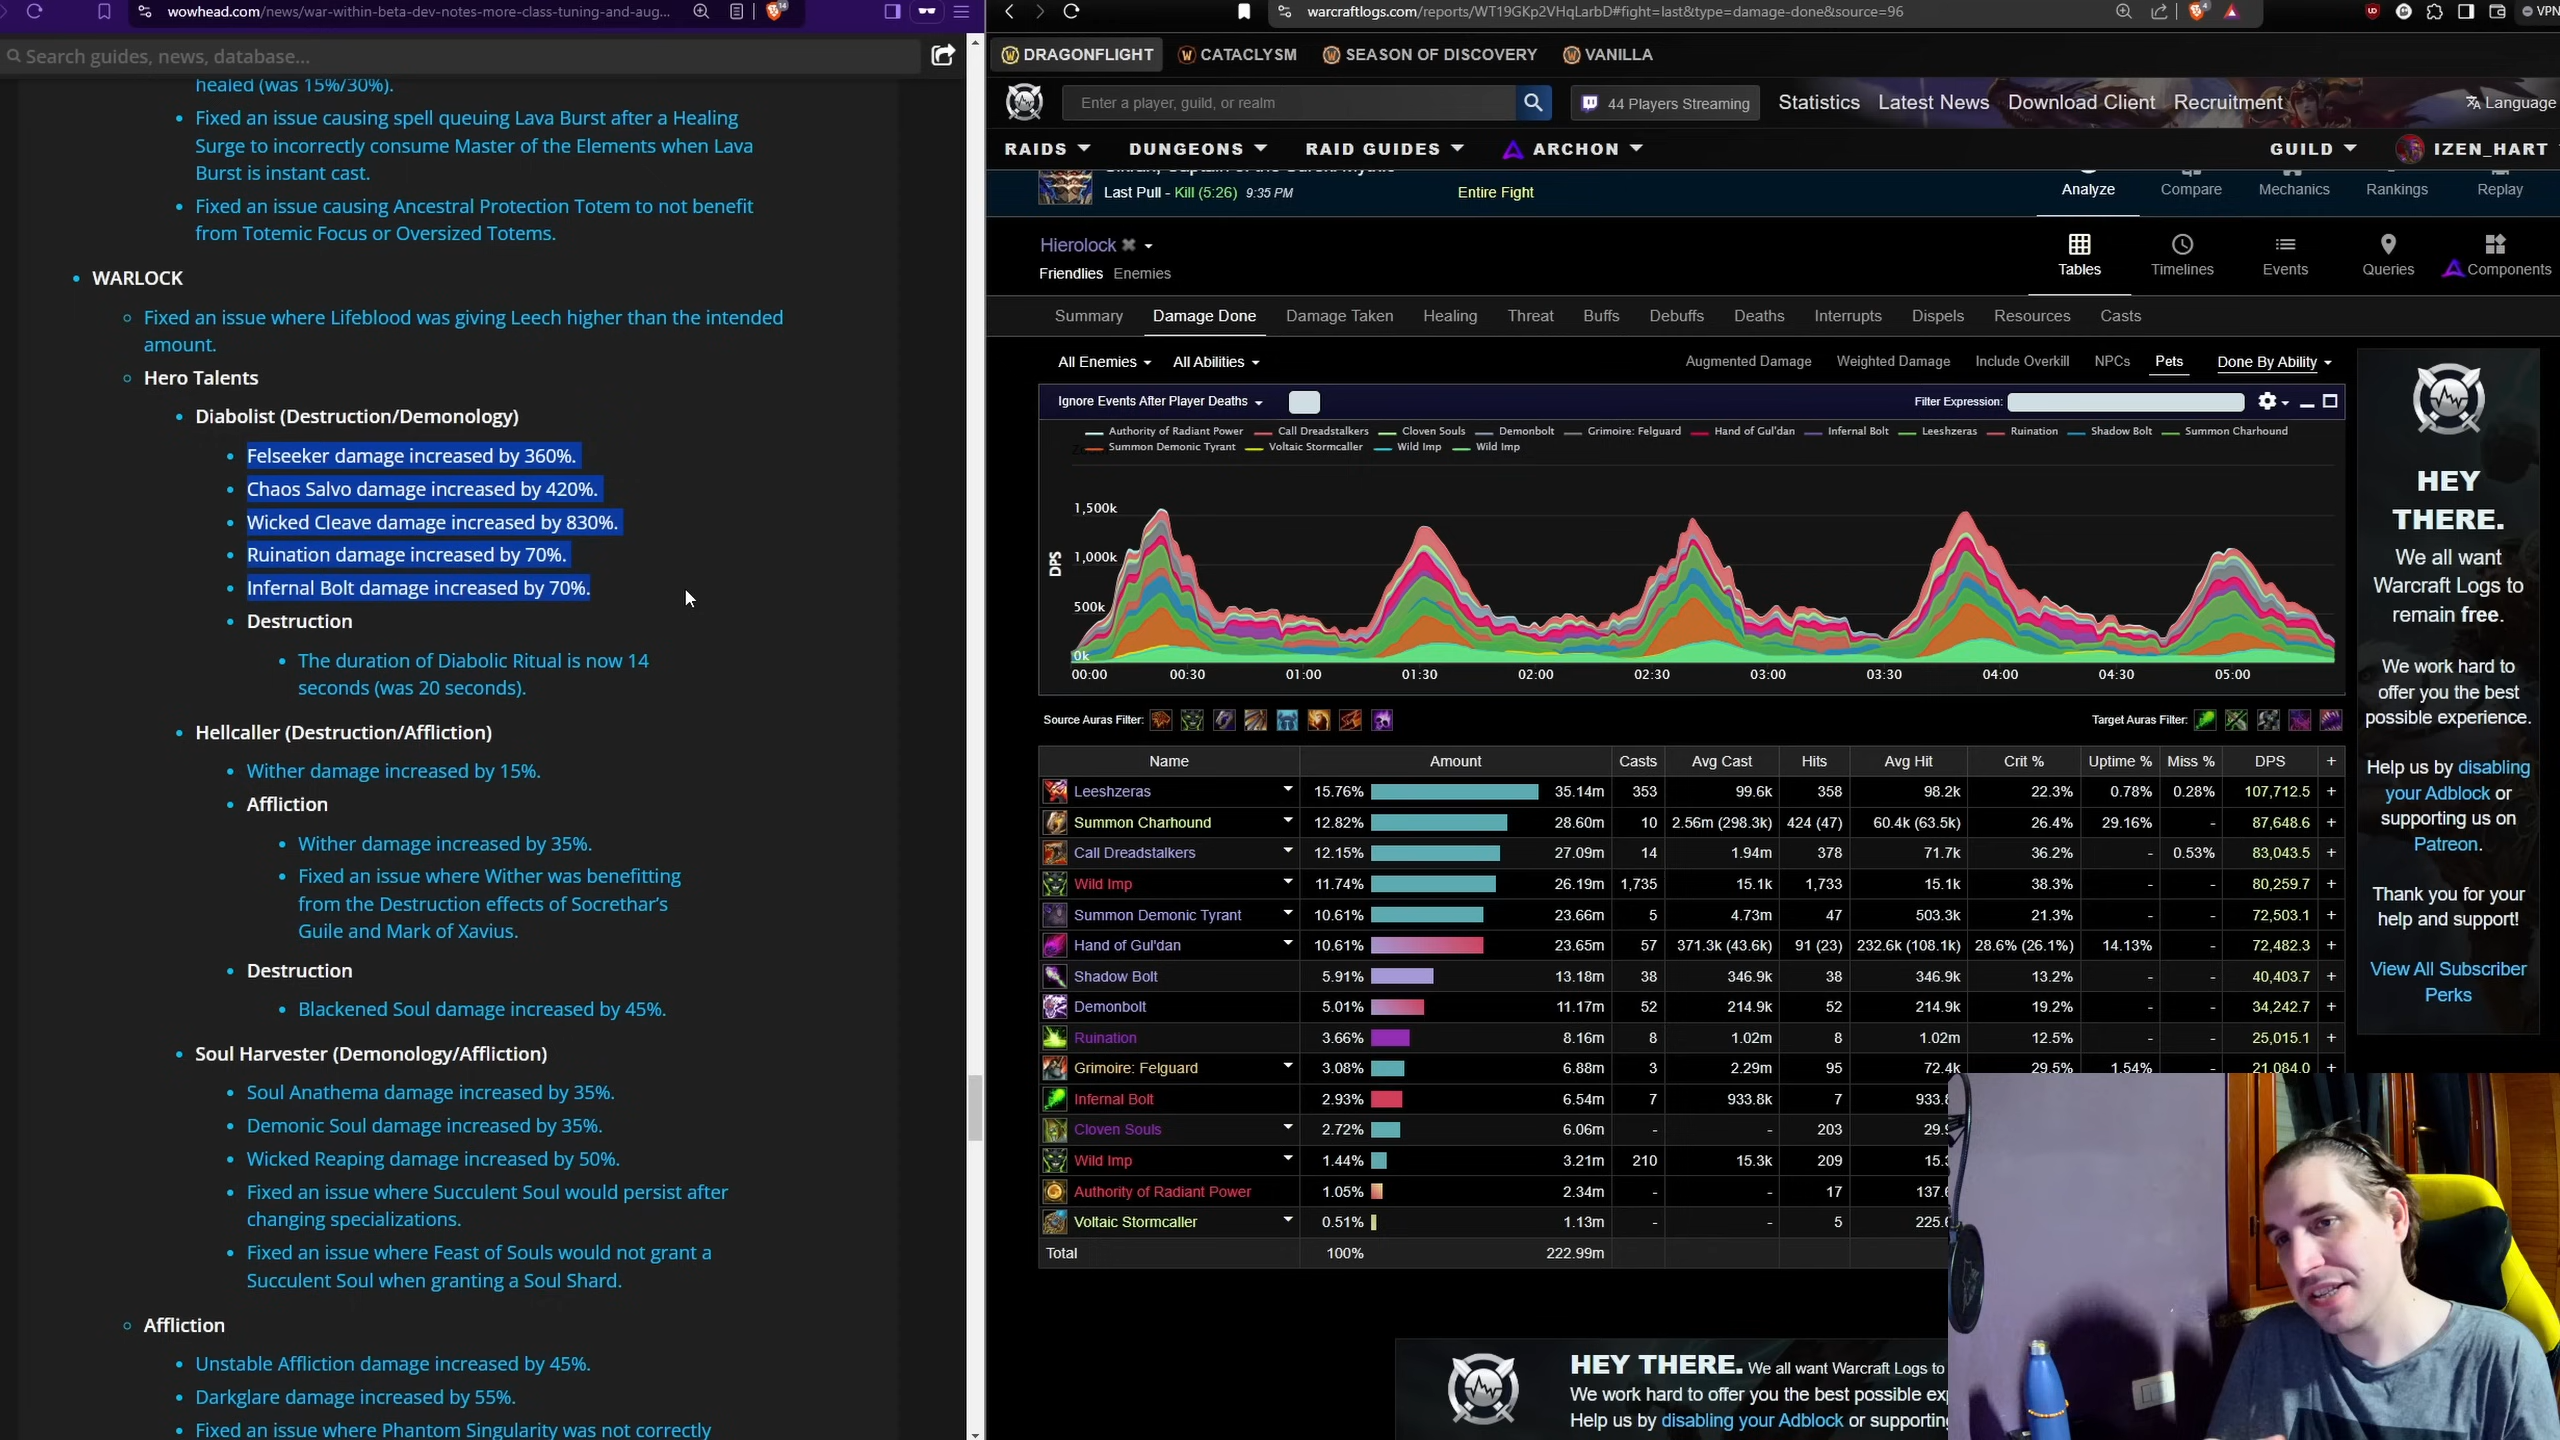 wowhead.com/news/war-within-beta-dev-notes-more-class-tuning-and-aug...
14
Search guides, news, database...
healed (was 15%/30%).
Fixed an issue causing spell queuing Lava Burst after a Healing
Surge to incorrectly consume Master of the Elements when Lava
Burst is instant cast.
Fixed an issue causing Ancestral Protection Totem to not benefit
from Totemic Focus or Oversized Totems.
WARLOCK
Fixed an issue where Lifeblood was giving Leech higher than the intended
amount.
Hero Talents
Diabolist (Destruction/Demonology)
Felseeker damage increased by 360%.
Chaos Salvo damage increased by 420%.
Wicked Cleave damage increased by 830%.
Ruination damage increased by 70%.
Infernal Bolt damage increased by 70%.
Destruction
The duration of Diabolic Ritual is now 14
seconds (was 20 seconds).
Hellcaller (Destruction/Affliction)
Wither damage increased by 15%.
Affliction
Wither damage increased by 35%.
Fixed an issue where Wither was benefitting
from the Destruction effects of Socrethar's
Guile and Mark of Xavius.
Destruction
Blackened Soul damage increased by 45%.
Soul Harvester (Demonology/Affliction)
Soul Anathema damage increased by 35%.
Demonic Soul damage increased by 35%.
Wicked Reaping damage increased by 50%.
Fixed an issue where Succulent Soul would persist after
changing specializations.
Fixed an issue where Feast of Souls would not grant a
Succulent Soul when granting a Soul Shard.
Affliction
Unstable Affliction damage increased by 45%.
Darkglare damage increased by 55%.
Fixed an issue where Phantom Singularity was not correctly
warcraftlogs.com/reports/WT19GKp2VHqLarbD#fight=last&type=damage-done&source=96
4
VPN
DRAGONFLIGHT CATACLYSM SEASON OF DISCOVERY VANILLA
Enter a player, guild, or realm 44 Players Streaming Statistics Latest News Download Client Recruitment Language
RAIDS DUNGEONS RAID GUIDES ARCHON GUILD IZEN_HART
Last Pull - Kill (5:26) 9:35 PM Entire Fight Analyze Compare Mechanics Rankings Replay
Hierolock
Friendlies Enemies
Tables Timelines Events Queries Components
Summary Damage Done Damage Taken Healing Threat Buffs Debuffs Deaths Interrupts Dispels Resources Casts
All Enemies All Abilities Augmented Damage Weighted Damage Include Overkill NPCs Pets Done By Ability
Ignore Events After Player Deaths Filter Expression:
Authority of Radiant Power Call Dreadstalkers Cloven Souls Demonbolt Grimoire: Felguard Hand of Gul'dan Infernal Bolt Leeshzeras Ruination Shadow Bolt Summon Charhound
Summon Demonic Tyrant Voltaic Stormcaller Wild Imp Wild Imp
DPS
1,500k
1,000k
500k
0k
00:00 00:30 01:00 01:30 02:00 02:30 03:00 03:30 04:00 04:30 05:00
Source Auras Filter: Target Auras Filter:
Name Amount Casts Avg Cast Hits Avg Hit Crit % Uptime % Miss % DPS +
Leeshzeras 15.76% 35.14m 353 99.6k 358 98.2k 22.3% 0.78% 0.28% 107,712.5 +
Summon Charhound 12.82% 28.60m 10 2.56m (298.3k) 424 (47) 60.4k (63.5k) 26.4% 29.16% - 87,648.6 +
Call Dreadstalkers 12.15% 27.09m 14 1.94m 378 71.7k 36.2% - 0.53% 83,043.5 +
Wild Imp 11.74% 26.19m 1,735 15.1k 1,733 15.1k 38.3% - - 80,259.7 +
Summon Demonic Tyrant 10.61% 23.66m 5 4.73m 47 503.3k 21.3% - - 72,503.1 +
Hand of Gul'dan 10.61% 23.65m 57 371.3k (43.6k) 91 (23) 232.6k (108.1k) 28.6% (26.1%) 14.13% - 72,482.3 +
Shadow Bolt 5.91% 13.18m 38 346.9k 38 346.9k 13.2% - - 40,403.7 +
Demonbolt 5.01% 11.17m 52 214.9k 52 214.9k 19.2% - - 34,242.7 +
Ruination 3.66% 8.16m 8 1.02m 8 1.02m 12.5% - - 25,015.1 +
Grimoire: Felguard 3.08% 6.88m 3 2.29m 95 72.4k 29.5% 1.54% - 21,084.0 +
Infernal Bolt 2.93% 6.54m 7 933.8k 7 933.8
Cloven Souls 2.72% 6.06m - - 203 29.9
Wild Imp 1.44% 3.21m 210 15.3k 209 15.3
Authority of Radiant Power 1.05% 2.34m - - 17 137.6
Voltaic Stormcaller 0.51% 1.13m - - 5 225.6
Total 100% 222.99m
HEY
THERE.
We all want
Warcraft Logs to
remain free.
We work hard to
offer you the best
possible experience.
Help us by disabling
your Adblock or
supporting us on
Patreon.
Thank you for your
help and support!
View All Subscriber
Perks
HEY THERE. We all want Warcraft Logs to
We work hard to offer you the best possible
Help us by disabling your Adblock or